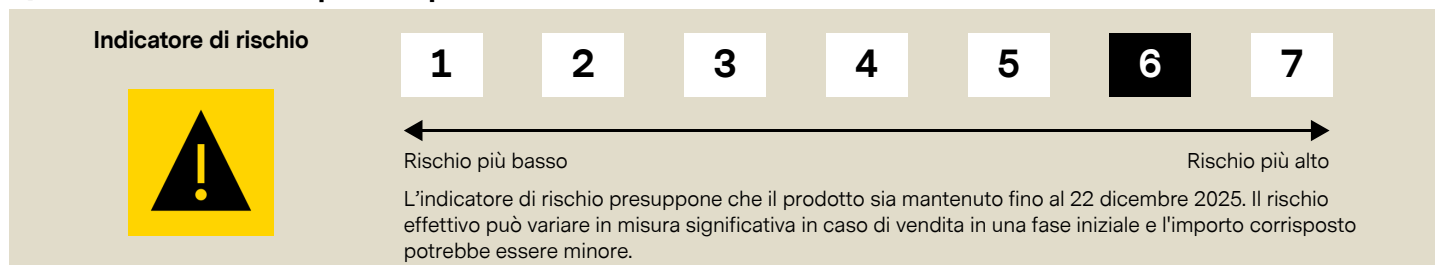 Indicatore di rischio
1 2 3 4 5 6 7
Rischio più basso Rischio più alto
L'indicatore di rischio presuppone che il prodotto sia mantenuto fino al 22 dicembre 2025. Il rischio
effettivo può variare in misura significativa in caso di vendita in una fase iniziale e l'importo corrisposto
potrebbe essere minore.